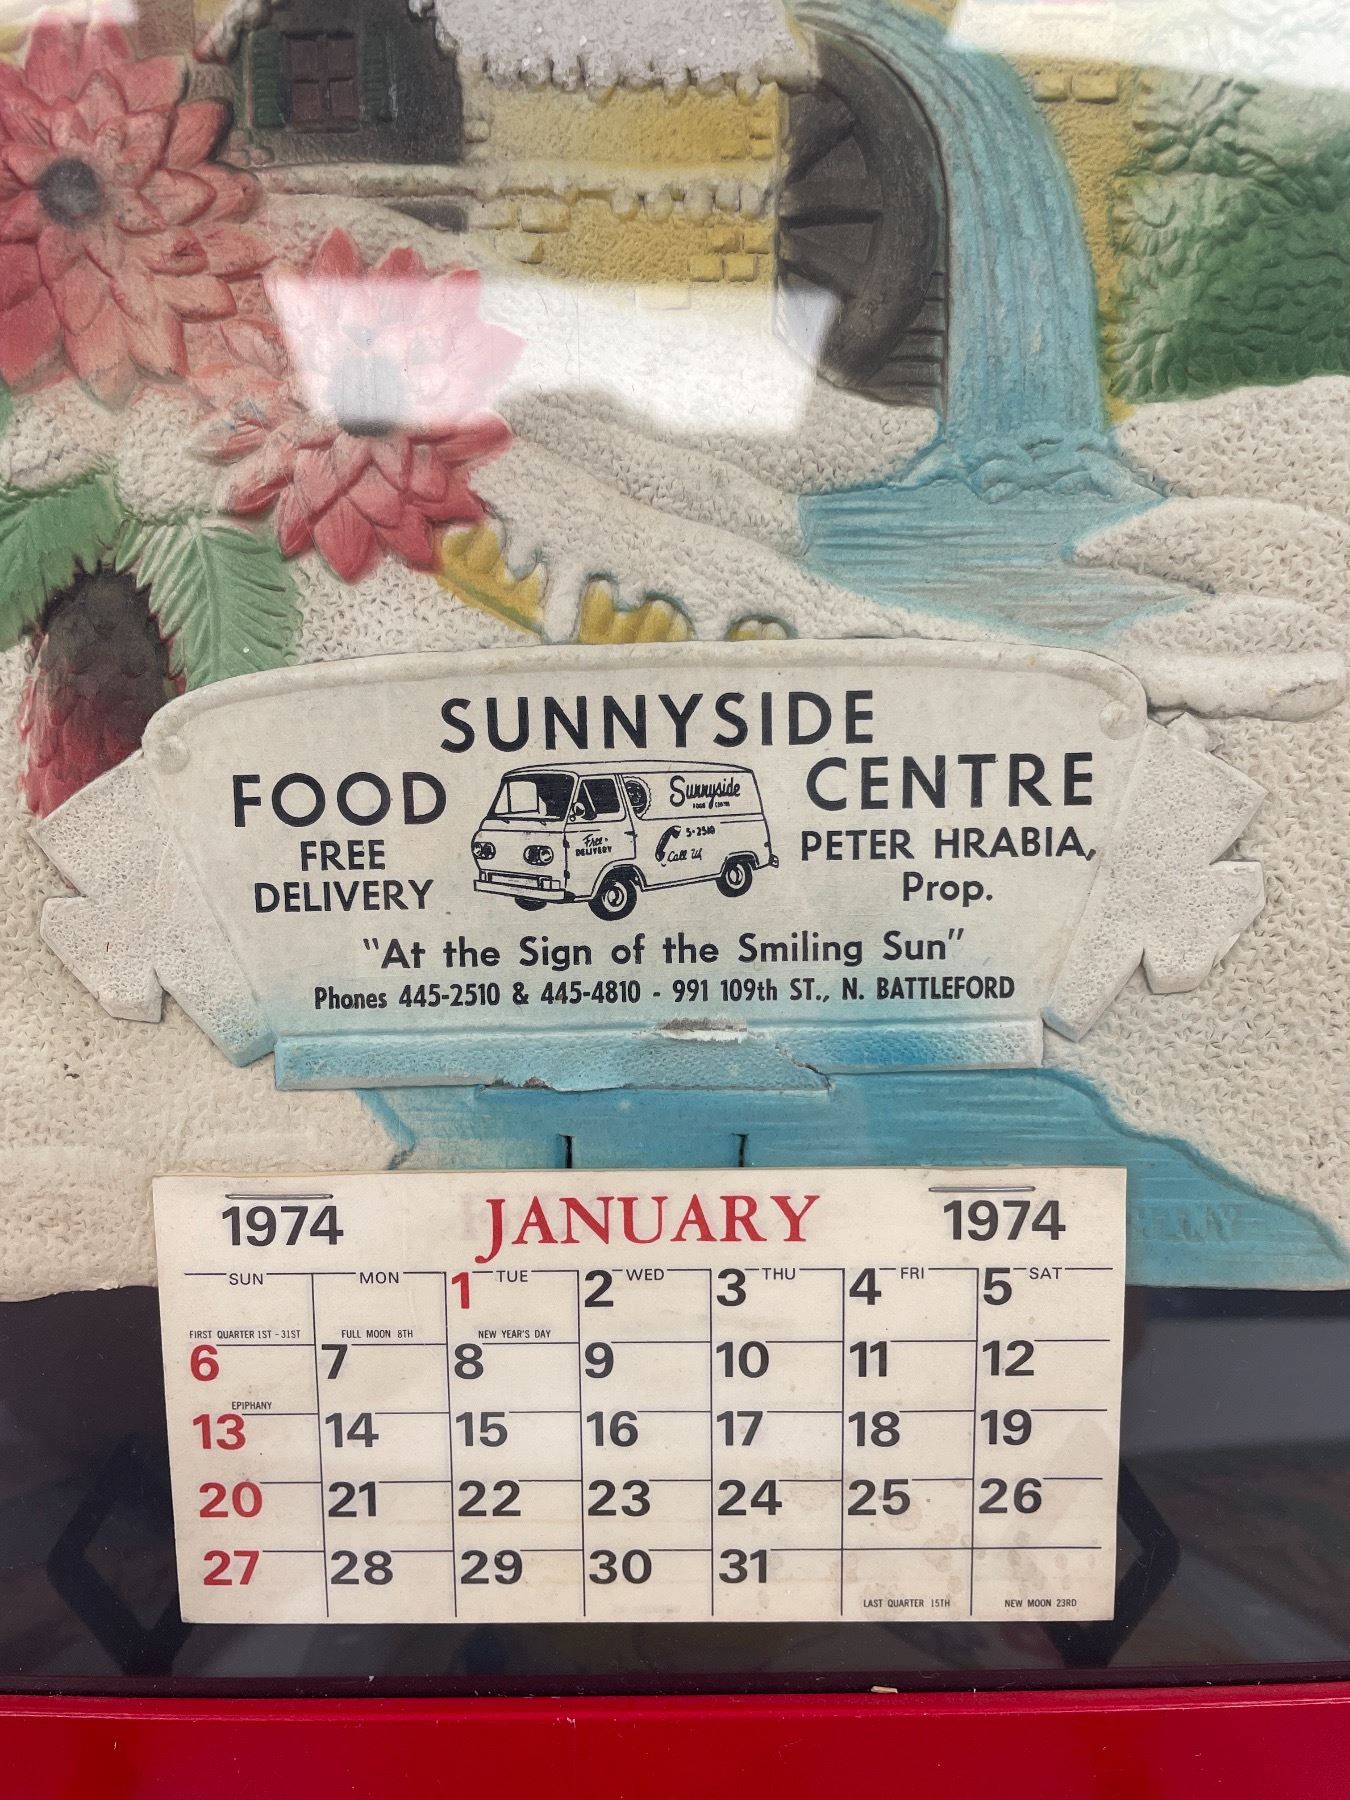 SUNNYSIDE
FOOD CENTRE
FREE DELIVERY
Sunnyside
FOOD CENTRE
Free
DELIVERY
5-2510
Call Us
PETER HRABIA,
Prop.
"At the Sign of the Smiling Sun"
Phones 445-2510 & 445-4810 - 991 109th ST., N. BATTLEFORD
1974 JANUARY 1974
SUN MON TUE WED THU FRI SAT
1 2 3 4 5
FIRST QUARTER 1ST - 31ST FULL MOON 8TH NEW YEAR'S DAY
6 7 8 9 10 11 12
EPIPHANY
13 14 15 16 17 18 19
20 21 22 23 24 25 26
27 28 29 30 31
LAST QUARTER 15TH NEW MOON 23RD